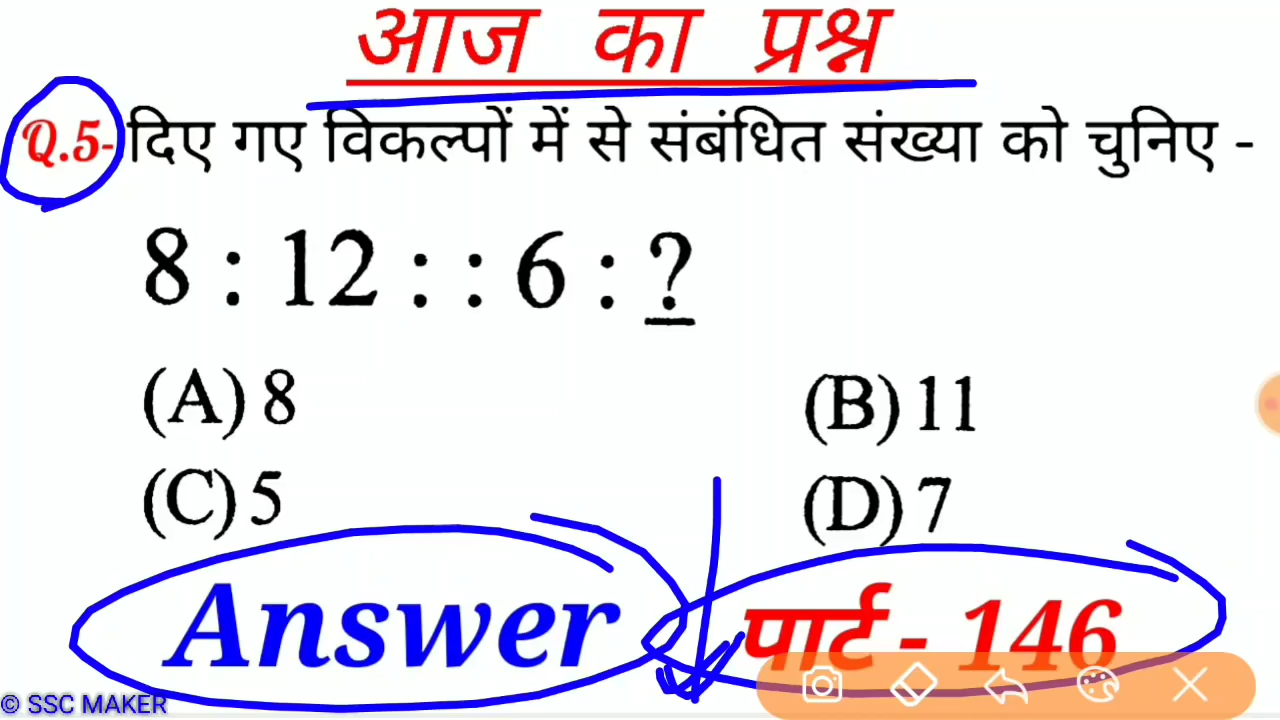 आज का प्रश्न
Q.5- दिए गए विकल्पों में से संबंधित संख्या को चुनिए -
8 : 12 : : 6 : ?
(A) 8 (B) 11
(C) 5 (D) 7
Answer पार्ट - 146
© SSC MAKER